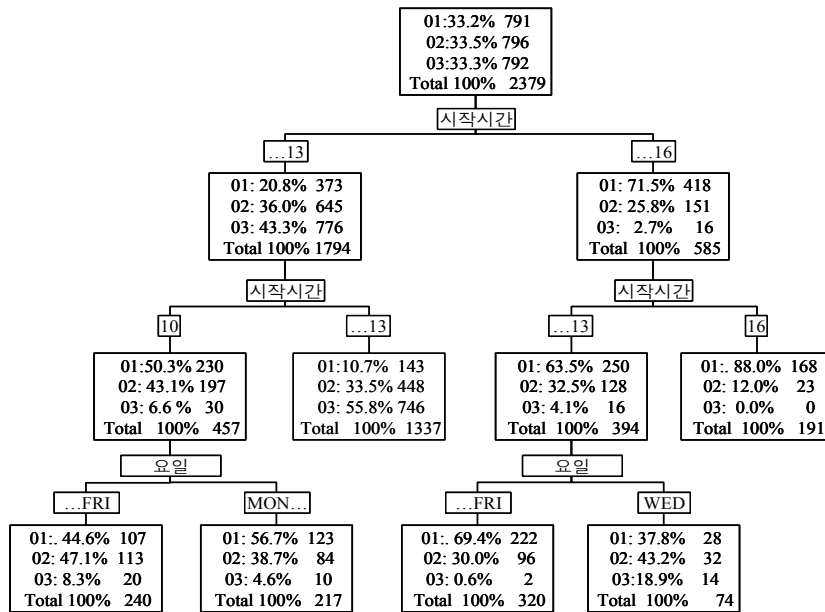 01:33.2% 791
02:33.5% 796
03:33.3% 792
Total 100% 2379
시작시간
…13
…16
01: 20.8% 373
02: 36.0% 645
03: 43.3% 776
Total 100% 1794
01: 71.5% 418
02: 25.8% 151
03: 2.7% 16
Total 100% 585
시작시간
시작시간
10
…13
…13
16
01:50.3% 230
02: 43.1% 197
03: 6.6 % 30
Total 100% 457
01:10.7% 143
02: 33.5% 448
03: 55.8% 746
Total 100% 1337
01: 63.5% 250
02: 32.5% 128
03: 4.1% 16
Total 100% 394
01:. 88.0% 168
02: 12.0% 23
03: 0.0% 0
Total 100% 191
요일
요일
…FRI
MON…
…FRI
WED
01:. 44.6% 107
02: 47.1% 113
03: 8.3% 20
Total 100% 240
01: 56.7% 123
02: 38.7% 84
03: 4.6% 10
Total 100% 217
01:. 69.4% 222
02: 30.0% 96
03: 0.6% 2
Total 100% 320
01: 37.8% 28
02: 43.2% 32
03:18.9% 14
Total 100% 74